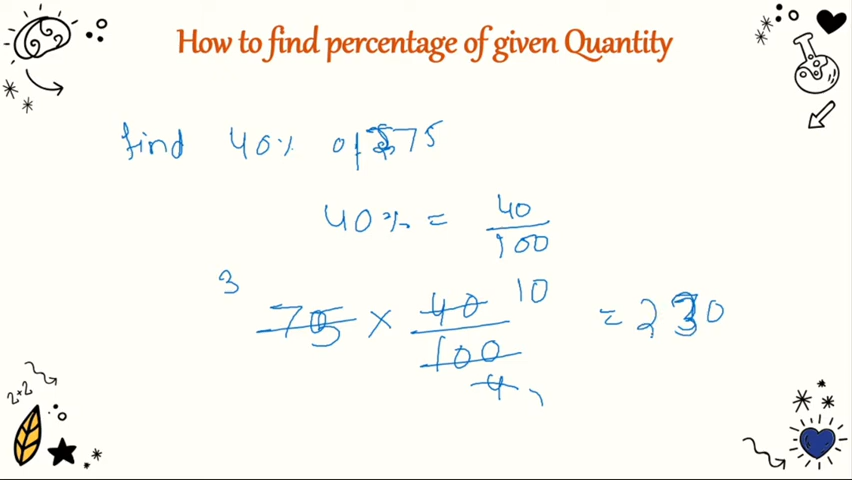 How to find percentage of given Quantity
find 40% of $75
40% = 40/100
3
75 × 40/100 10
4
= 230
2+2